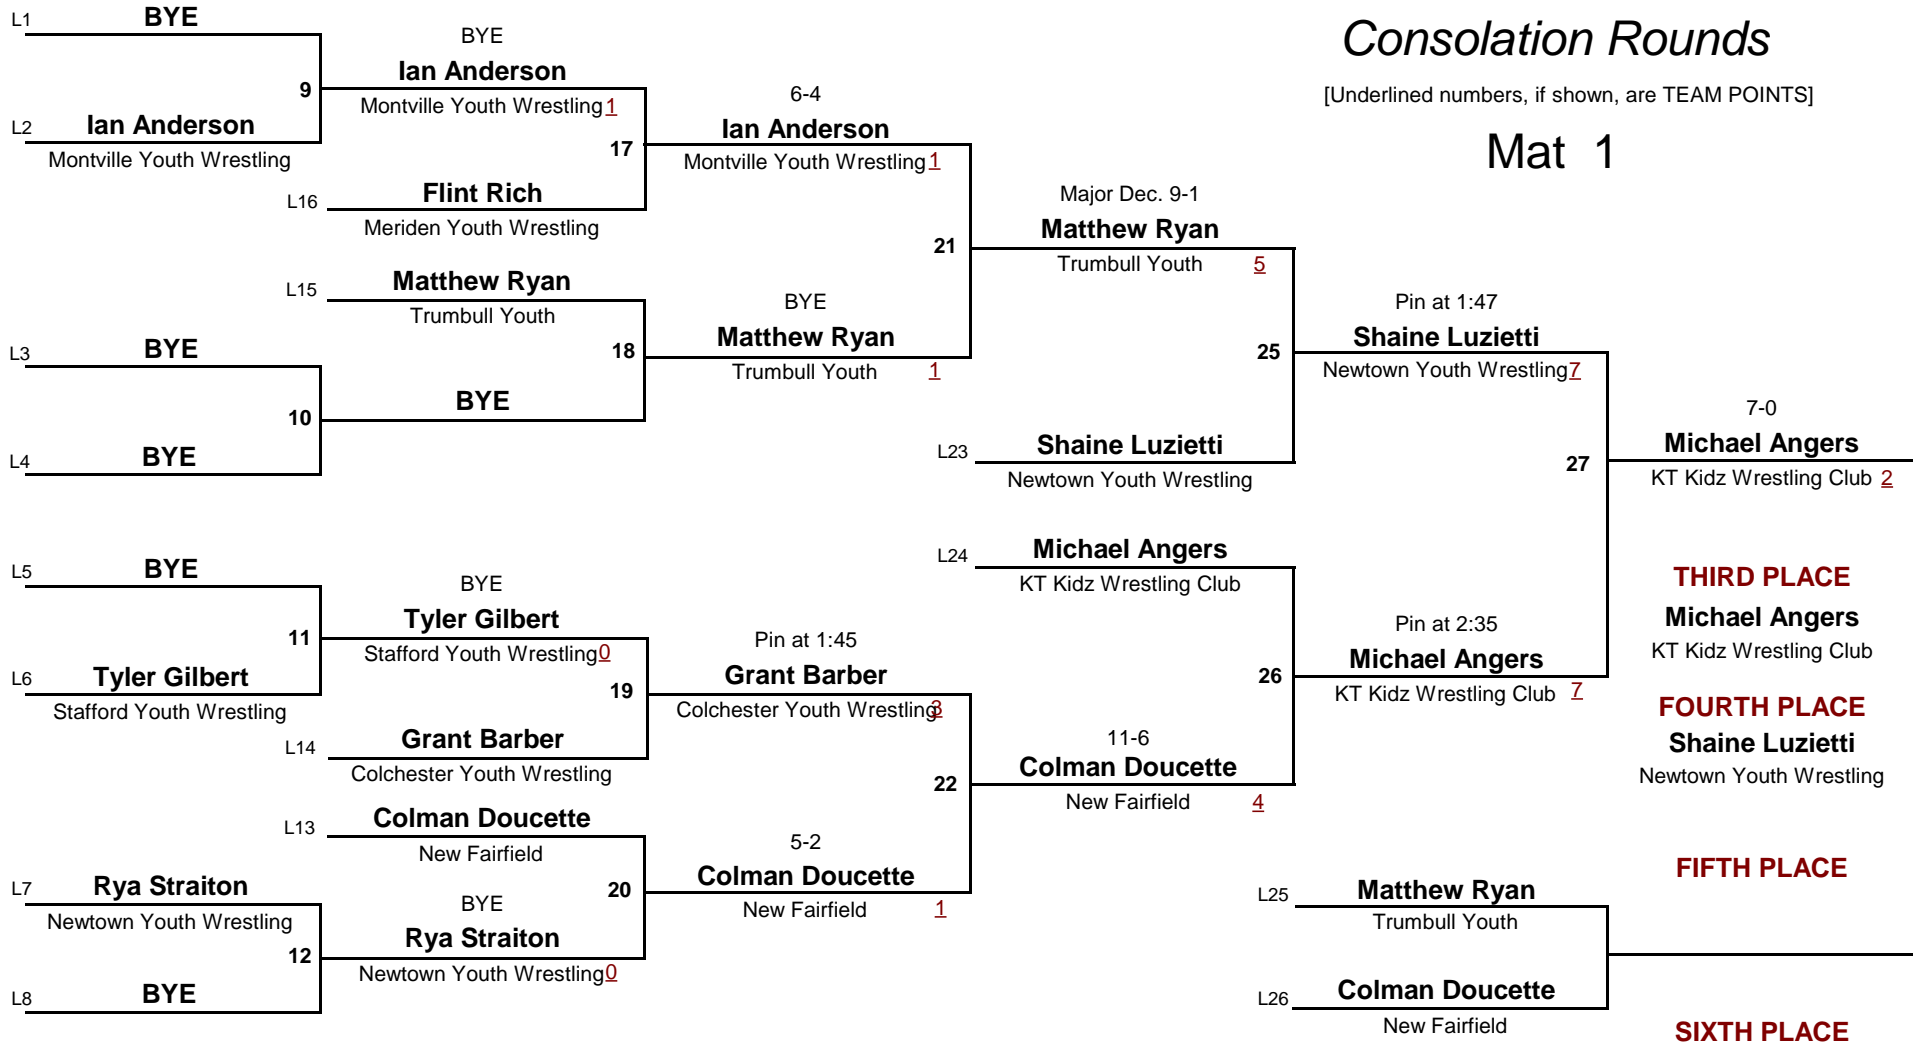 Consolation Rounds
[Underlined numbers, if shown, are TEAM POINTS]
Mat 1
L1 BYE
9
L2 Ian Anderson
Montville Youth Wrestling
L3 BYE
10
L4 BYE
L5 BYE
11
L6 Tyler Gilbert
Stafford Youth Wrestling
L7 Rya Straiton
Newtown Youth Wrestling
12
L8 BYE
BYE
Ian Anderson
Montville Youth Wrestling 1
17
L16 Flint Rich
Meriden Youth Wrestling
L15 Matthew Ryan
Trumbull Youth
18
BYE
BYE
Tyler Gilbert
Stafford Youth Wrestling 0
19
L14 Grant Barber
Colchester Youth Wrestling
L13 Colman Doucette
New Fairfield
20
BYE
Rya Straiton
Newtown Youth Wrestling 0
6-4
Ian Anderson
Montville Youth Wrestling 1
21
BYE
Matthew Ryan
Trumbull Youth 1
Pin at 1:45
Grant Barber
Colchester Youth Wrestling 3
22
5-2
Colman Doucette
New Fairfield 1
Major Dec. 9-1
Matthew Ryan
Trumbull Youth 5
25
L23 Shaine Luzietti
Newtown Youth Wrestling
L24 Michael Angers
KT Kidz Wrestling Club
26
11-6
Colman Doucette
New Fairfield 4
Pin at 1:47
Shaine Luzietti
Newtown Youth Wrestling 7
27
Pin at 2:35
Michael Angers
KT Kidz Wrestling Club 7
7-0
Michael Angers
KT Kidz Wrestling Club 2
THIRD PLACE
Michael Angers
KT Kidz Wrestling Club
FOURTH PLACE
Shaine Luzietti
Newtown Youth Wrestling
L25 Matthew Ryan
Trumbull Youth
L26 Colman Doucette
New Fairfield
FIFTH PLACE
SIXTH PLACE